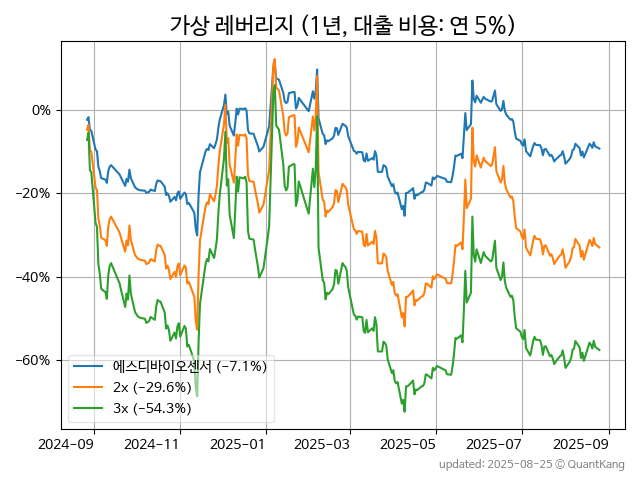 가상 레버리지 (1년, 대출 비용: 연 5%)
0%
−20%
−40%
−60%
에스디바이오센서 (−7.1%)
2x (−29.6%)
3x (−54.3%)
2024−09 2024−11 2025−01 2025−03 2025−05 2025−07 2025−09
updated: 2025-08-25 © QuantKang